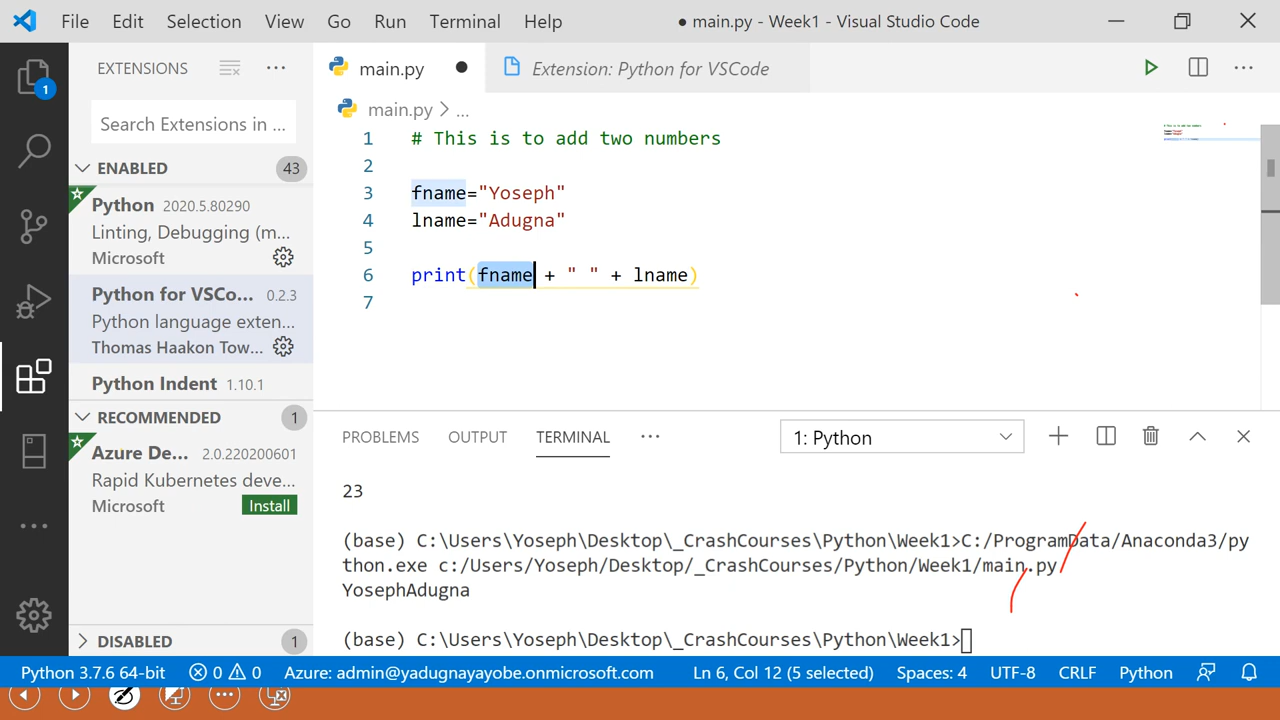 File Edit Selection View Go Run Terminal Help ● main.py - Week1 - Visual Studio Code
EXTENSIONS
1
Search Extensions in ...
ENABLED 43
Python 2020.5.80290
Linting, Debugging (m...
Microsoft
Python for VSCo... 0.2.3
Python language exten...
Thomas Haakon Tow...
Python Indent 1.10.1
RECOMMENDED 1
Azure De... 2.0.220200601
Rapid Kubernetes deve...
Microsoft Install
DISABLED 1
main.py ● Extension: Python for VSCode
main.py > ...
1 # This is to add two numbers
2
3 fname="Yoseph"
4 lname="Adugna"
5
6 print(fname + " " + lname)
7
PROBLEMS OUTPUT TERMINAL ... 1: Python
23
(base) C:\Users\Yoseph\Desktop\_CrashCourses\Python\Week1>C:/ProgramData/Anaconda3/py
thon.exe c:/Users/Yoseph/Desktop/_CrashCourses/Python/Week1/main.py
YosephAdugna
(base) C:\Users\Yoseph\Desktop\_CrashCourses\Python\Week1>
Python 3.7.6 64-bit 0 0 Azure: admin@yadugnayayobe.onmicrosoft.com Ln 6, Col 12 (5 selected) Spaces: 4 UTF-8 CRLF Python